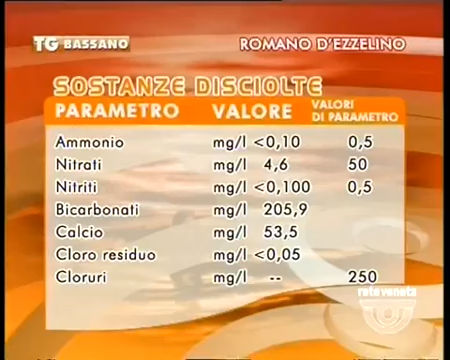 TG BASSANO
ROMANO D'EZZELINO
SOSTANZE DISCIOLTE
PARAMETRO VALORE VALORI DI PARAMETRO
Ammonio mg/l <0,10 0,5
Nitrati mg/l 4,6 50
Nitriti mg/l <0,100 0,5
Bicarbonati mg/l 205,9
Calcio mg/l 53,5
Cloro residuo mg/l <0,05
Cloruri mg/l -- 250
reteveneta